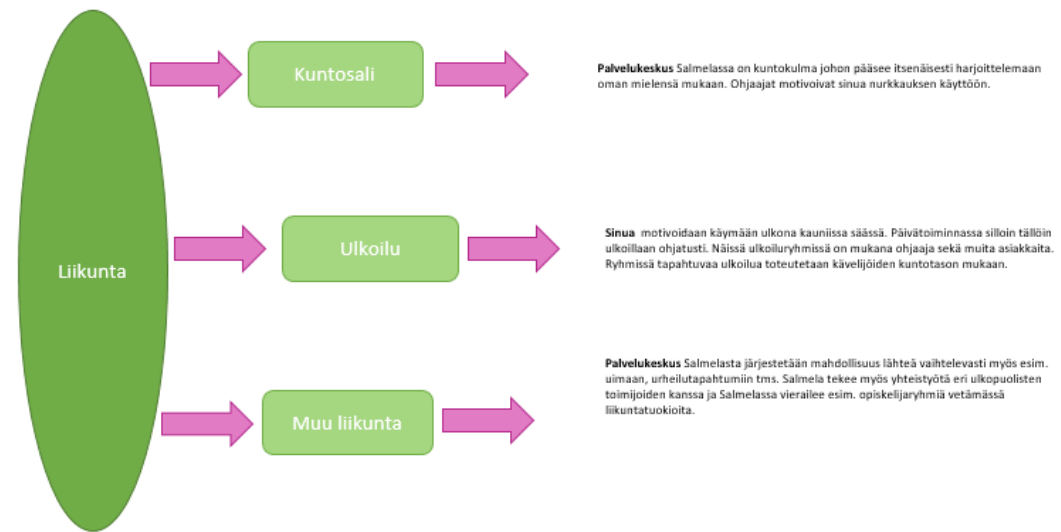 Liikunta
Kuntosali
Palvelukeskus Salmelassa on kuntokulma johon pääsee itsenäisesti harjoittelemaan
oman mielensä mukaan. Ohjaajat motivoivat sinua nurkkauksen käyttöön.
Ulkoilu
Sinua motivoidaan käymään ulkona kauniissa säässä. Päivätoiminnassa silloin tällöin
ulkoillaan ohjatusti. Näissä ulkoiluryhmissä on mukana ohjaaja sekä muita asiakkaita.
Ryhmissä tapahtuvaa ulkoilua toteutetaan kävelijöiden kuntotason mukaan.
Muu liikunta
Palvelukeskus Salmelasta järjestetään mahdollisuus lähteä vaihtelevasti myös esim.
uimaan, urheilutapahtumiin tms. Salmela tekee myös yhteistyötä eri ulkopuolisten
toimijoiden kanssa ja Salmelassa vierailee esim. opiskelijaryhmiä vetämässä
liikuntatuokioita.